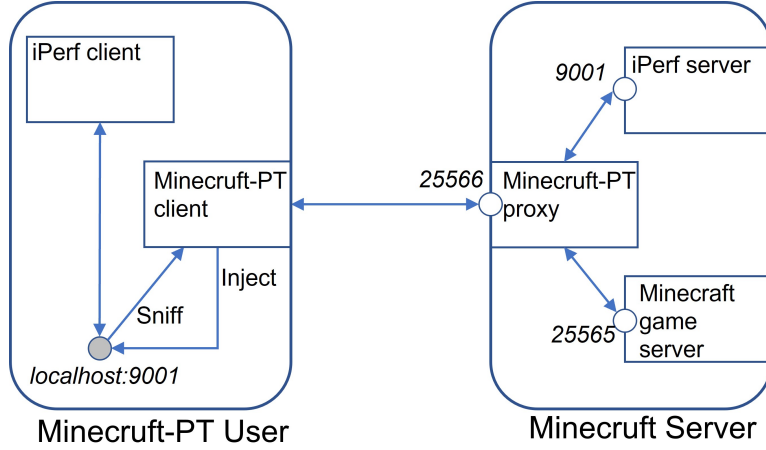 iPerf client
Minecruft-PT
client
Inject
Sniff
localhost:9001
Minecruft-PT User
25566
9001
iPerf server
Minecruft-PT
proxy
Minecraft
game
server
25565
Minecruft Server